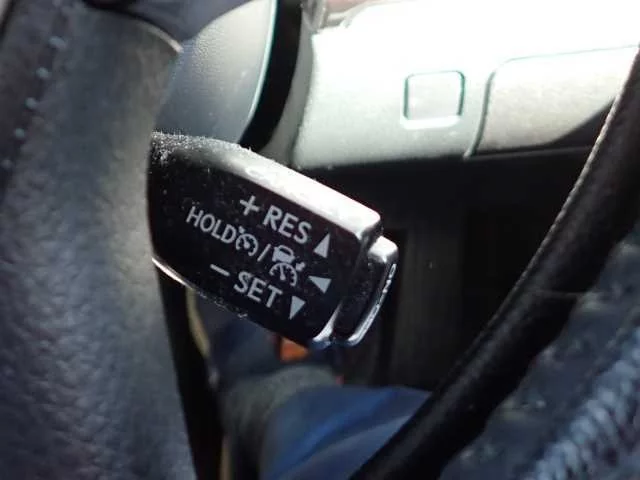 + RES ▲
HOLD / ◀
- SET ▼